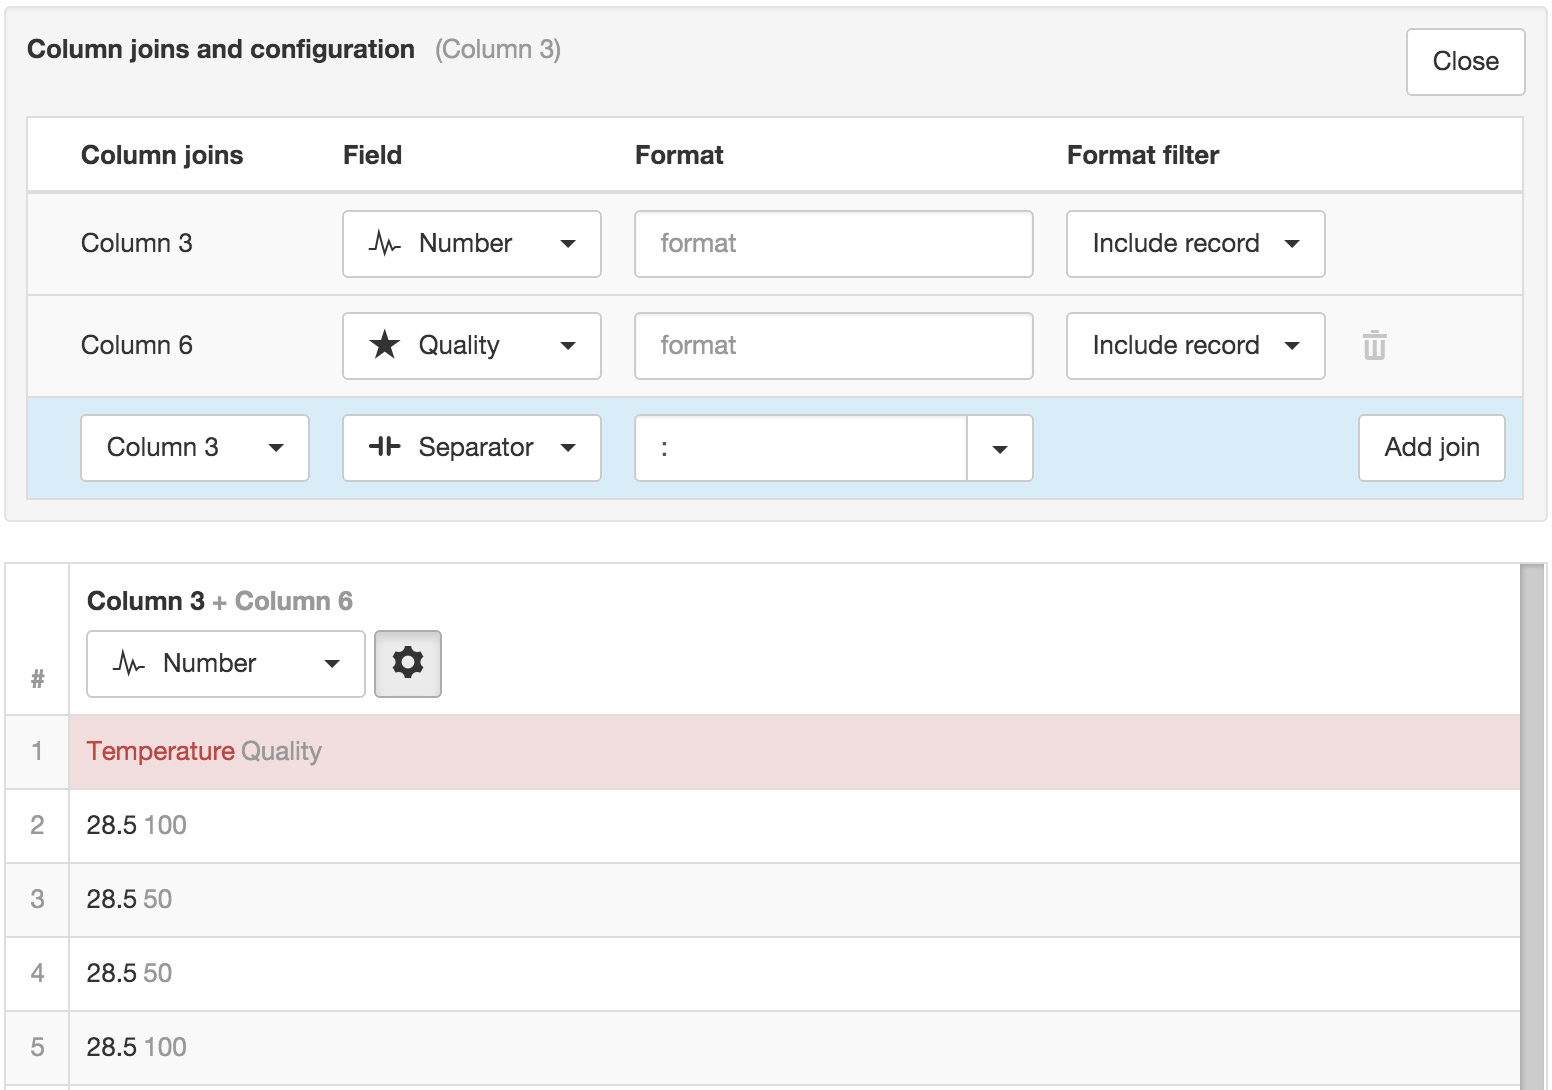 Column joins and configuration (Column 3) Close
Column joins Field Format Format filter
Column 3 Number format Include record
Column 6 Quality format Include record
Column 3 Separator : Add join
Column 3 + Column 6
# Number
1 Temperature Quality
2 28.5 100
3 28.5 50
4 28.5 50
5 28.5 100